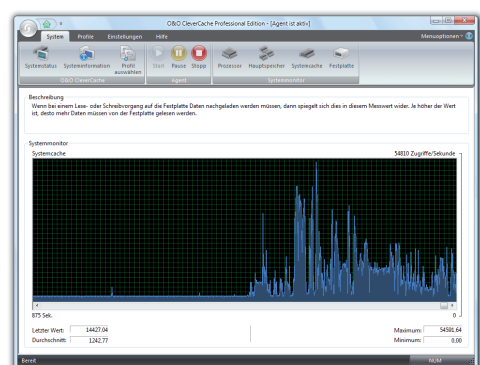 O&O CleverCache Professional Edition - [Agent ist aktiv]
System Profile Einstellungen Hilfe Menüoptionen
Systemstatus Systeminformation Profil auswählen Start Pause Stopp Prozessor Hauptspeicher Systemcache Festplatte
O&O CleverCache Agent Systemmonitor
Beschreibung
Wenn bei einem Lese- oder Schreibvorgang auf die Festplatte Daten nachgeladen werden müssen, dann spiegelt sich dies in diesem Messwert wider. Je höher der Wert
ist, desto mehr Daten müssen von der Festplatte gelesen werden.
Systemmonitor
Systemcache 54810 Zugriffe/Sekunde
875 Sek. 0
Letzter Wert: 14427,04 Maximum: 54591,64
Durchschnitt: 1242,77 Minimum: 0,00
Bereit NUM